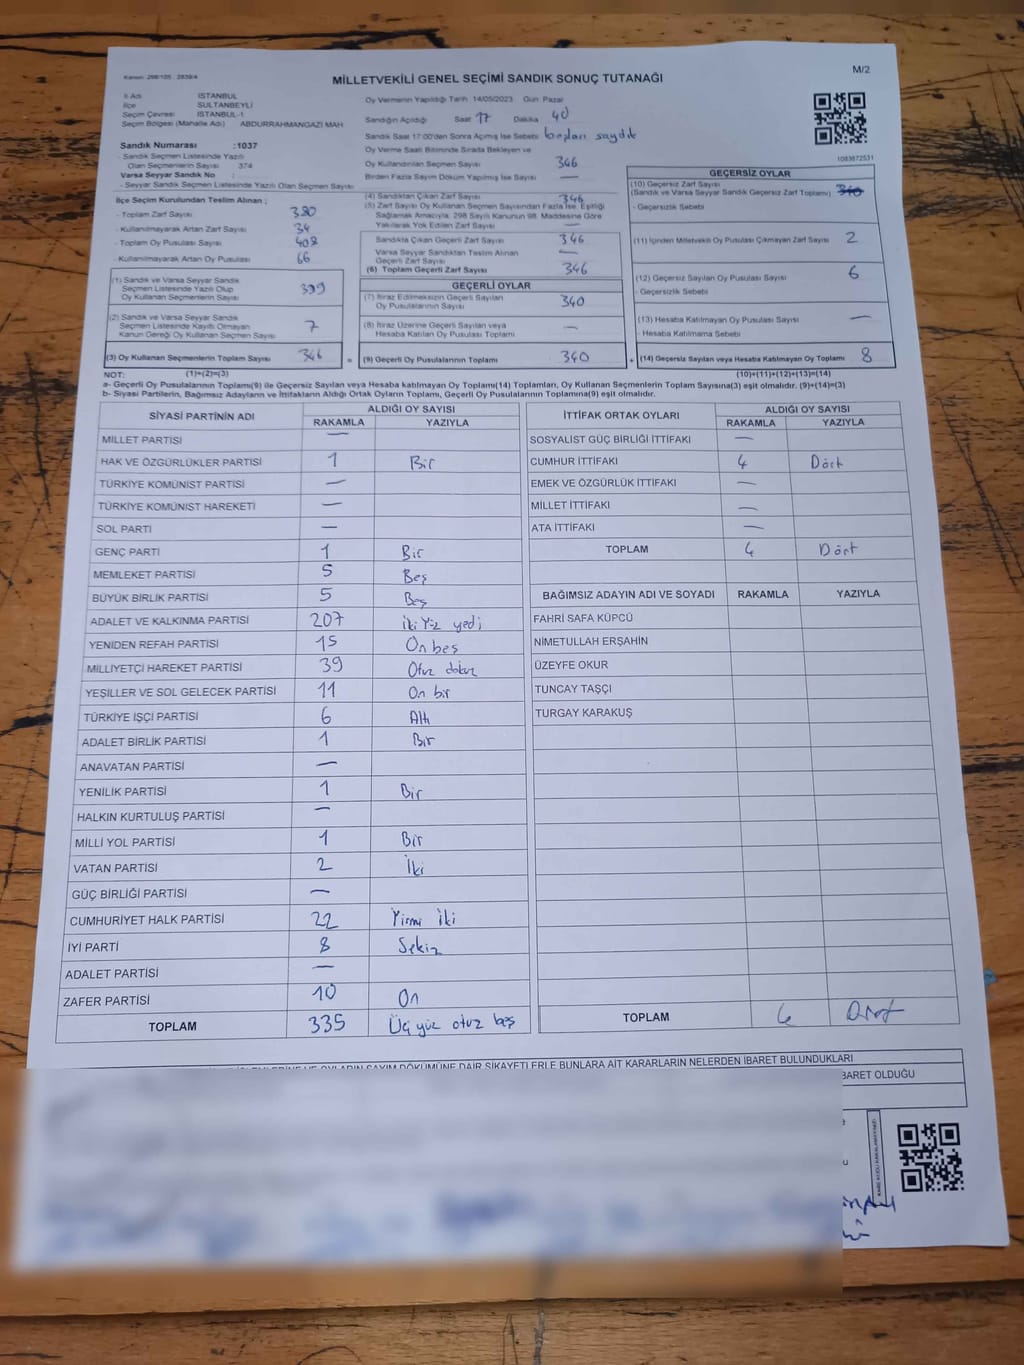 Kanun: 298/105 2839/4
MİLLETVEKİLİ GENEL SEÇİMİ SANDIK SONUÇ TUTANAĞI
M/2
İl Adı İSTANBUL
İlçe SULTANBEYLİ
Seçim Çevresi İSTANBUL-1
Seçim Bölgesi (Mahalle Adı) ABDURRAHMANGAZİ MAH
Sandık Numarası :1037
- Sandık Seçmen Listesinde Yazılı
Olan Seçmenlerin Sayısı 374
Varsa Seyyar Sandık No :
- Seyyar Sandık Seçmen Listesinde Yazılı Olan Seçmen Sayısı
İlçe Seçim Kurulundan Teslim Alınan ;
- Toplam Zarf Sayısı 380
- Kullanılmayarak Artan Zarf Sayısı 34
- Toplam Oy Pusulası Sayısı 408
- Kullanılmayarak Artan Oy Pusulası 66
(1) Sandık ve Varsa Seyyar Sandık
Seçmen Listesinde Yazılı Olup
Oy Kullanan Seçmenlerin Sayısı 339
(2) Sandık ve Varsa Seyyar Sandık
Seçmen Listesinde Kayıtlı Olmayan
Kanun Gereği Oy Kullanan Seçmen Sayısı 7
(3) Oy Kullanan Seçmenlerin Toplam Sayısı 346 =
Oy Vermenin Yapıldığı Tarih 14/05/2023 Gün: Pazar
Sandığın Açıldığı Saat 17 Dakika 40
Sandık Saat 17:00'den Sonra Açılmış İse Sebebi sayıldı
Oy Verme Saati Bitiminde Sırada Bekleyen ve
Oy Kullandırılan Seçmen Sayısı 346
Birden Fazla Sayım Döküm Yapılmış İse Sayısı —
(4) Sandıktan Çıkan Zarf Sayısı 346
(5) Zarf Sayısı Oy Kullanan Seçmen Sayısından Fazla İse, Eşitliği
Sağlamak Amacıyla, 298 Sayılı Kanunun 98. Maddesine Göre
Yakılarak Yok Edilen Zarf Sayısı —
Sandıkta Çıkan Geçerli Zarf Sayısı 346
Varsa Seyyar Sandıktan Teslim Alınan
Geçerli Zarf Sayısı —
(6) Toplam Geçerli Zarf Sayısı 346
GEÇERLİ OYLAR
(7) İtiraz Edilmeksizin Geçerli Sayılan
Oy Pusulalarının Sayısı 340
(8) İtiraz Üzerine Geçerli Sayılan veya
Hesaba Katılan Oy Pusulaları Toplamı —
(9) Geçerli Oy Pusulalarının Toplamı 340 +
1083672531
GEÇERSİZ OYLAR
(10) Geçersiz Zarf Sayısı
(Sandık ve Varsa Seyyar Sandık Geçersiz Zarf Toplamı)
- Geçersizlik Sebebi
(11) İçinden Milletvekili Oy Pusulası Çıkmayan Zarf Sayısı 2
(12) Geçersiz Sayılan Oy Pusulası Sayısı 6
- Geçersizlik Sebebi
(13) Hesaba Katılmayan Oy Pusulası Sayısı —
- Hesaba Katılmama Sebebi
(14) Geçersiz Sayılan veya Hesaba Katılmayan Oy Toplamı 8
NOT: (1)+(2)=(3) (10)+(11)+(12)+(13)=(14)
a- Geçerli Oy Pusulalarının Toplamı(9) ile Geçersiz Sayılan veya Hesaba katılmayan Oy Toplamı(14) Toplamları, Oy Kullanan Seçmenlerin Toplam Sayısına(3) eşit olmalıdır. (9)+(14)=(3)
b- Siyasi Partilerin, Bağımsız Adayların ve İttifakların Aldığı Ortak Oyların Toplamı, Geçerli Oy Pusulalarının Toplamına(9) eşit olmalıdır.
SİYASİ PARTİNİN ADI ALDIĞI OY SAYISI
RAKAMLA YAZIYLA
MİLLET PARTİSİ —
HAK VE ÖZGÜRLÜKLER PARTİSİ 1 Bir
TÜRKİYE KOMÜNİST PARTİSİ —
TÜRKİYE KOMÜNİST HAREKETİ —
SOL PARTİ —
GENÇ PARTİ 1 Bir
MEMLEKET PARTİSİ 5 Beş
BÜYÜK BİRLİK PARTİSİ 5 Beş
ADALET VE KALKINMA PARTİSİ 207 iki Yüz yedi
YENİDEN REFAH PARTİSİ 15 On beş
MİLLİYETÇİ HAREKET PARTİSİ 39 Otuz dokuz
YEŞİLLER VE SOL GELECEK PARTİSİ 11 On bir
TÜRKİYE İŞÇİ PARTİSİ 6 Altı
ADALET BİRLİK PARTİSİ 1 Bir
ANAVATAN PARTİSİ —
YENİLİK PARTİSİ 1 Bir
HALKIN KURTULUŞ PARTİSİ —
MİLLİ YOL PARTİSİ 1 Bir
VATAN PARTİSİ 2 İki
GÜÇ BİRLİĞİ PARTİSİ —
CUMHURİYET HALK PARTİSİ 22 Yirmi İki
İYİ PARTİ 8 Sekiz
ADALET PARTİSİ —
ZAFER PARTİSİ 10 On
TOPLAM 335 Üç yüz otuz beş
İTTİFAK ORTAK OYLARI ALDIĞI OY SAYISI
RAKAMLA YAZIYLA
SOSYALİST GÜÇ BİRLİĞİ İTTİFAKI —
CUMHUR İTTİFAKI 4 Dört
EMEK VE ÖZGÜRLÜK İTTİFAKI —
MİLLET İTTİFAKI —
ATA İTTİFAKI —
TOPLAM 4 Dört
BAĞIMSIZ ADAYIN ADI VE SOYADI RAKAMLA YAZIYLA
FAHRİ SAFA KÜPCÜ
NİMETULLAH ERŞAHİN
ÜZEYFE OKUR
TUNCAY TAŞÇI
TURGAY KARAKUŞ
TOPLAM 4 Dört
OYLARIN SAYIM DÖKÜMÜNE DAİR ŞİKAYETLERLE BUNLARA AİT KARARLARIN NELERDEN İBARET BULUNDUKLARI
BARET OLDUĞU